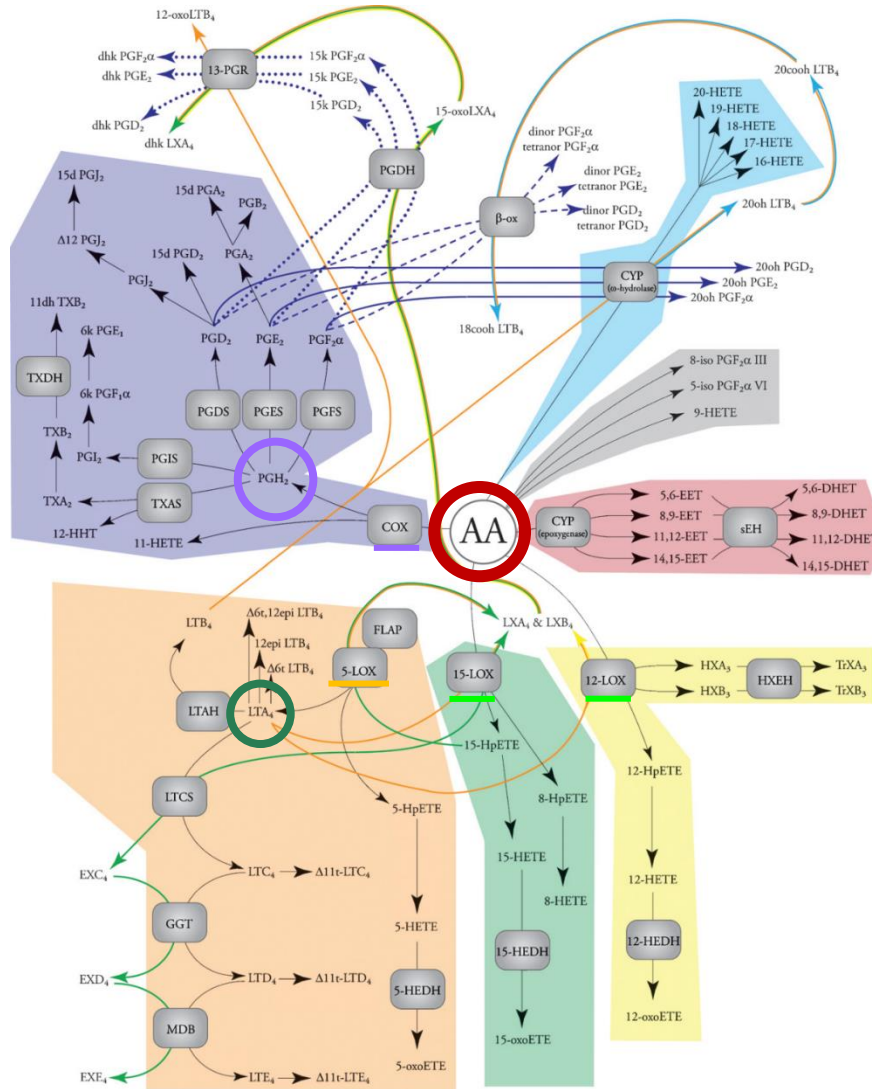 12-oxoLTB₄
dhk PGF₂α
13-PGR
15k PGF₂α
dhk PGE₂
15k PGE₂
15k PGD₂
dhk PGD₂
dhk LXA₄
15-oxoLXA₄
20cooh LTB₄
20-HETE
19-HETE
18-HETE
17-HETE
16-HETE
dinor PGF₂α
tetranor PGF₂α
PGDH
dinor PGE₂
tetranor PGE₂
dinor PGD₂
tetranor PGD₂
β-ox
20oh LTB₄
15d PGJ₂
15d PGA₂
PGB₂
Δ12 PGJ₂
15d PGD₂
PGA₂
PGJ₂
CYP
(ω-hydrolase)
20oh PGD₂
20oh PGE₂
20oh PGF₂α
18cooh LTB₄
11dh TXB₂
6k PGE₁
PGD₂
PGE₂
PGF₂α
8-iso PGF₂α III
5-iso PGF₂α VI
9-HETE
TXDH
6k PGF₁α
PGDS
PGES
PGFS
TXB₂
PGI₂
PGIS
PGH₂
TXA₂
TXAS
12-HHT
11-HETE
COX
AA
CYP
(epoxygenase)
5,6-EET
8,9-EET
11,12-EET
14,15-EET
sEH
5,6-DHET
8,9-DHET
11,12-DHET
14,15-DHET
LTB₄
Δ6t,12epi LTB₄
12epi LTB₄
Δ6t LTB₄
FLAP
5-LOX
LXA₄ & LXB₄
15-LOX
12-LOX
HXA₃
HXB₃
HXEH
TrXA₃
TrXB₃
LTAH
LTA₄
15-HpETE
12-HpETE
LTCS
5-HpETE
8-HpETE
15-HETE
EXC₄
LTC₄
Δ11t-LTC₄
8-HETE
12-HETE
GGT
5-HETE
15-HEDH
12-HEDH
EXD₄
LTD₄
Δ11t-LTD₄
5-HEDH
MDB
15-oxoETE
12-oxoETE
EXE₄
LTE₄
Δ11t-LTE₄
5-oxoETE